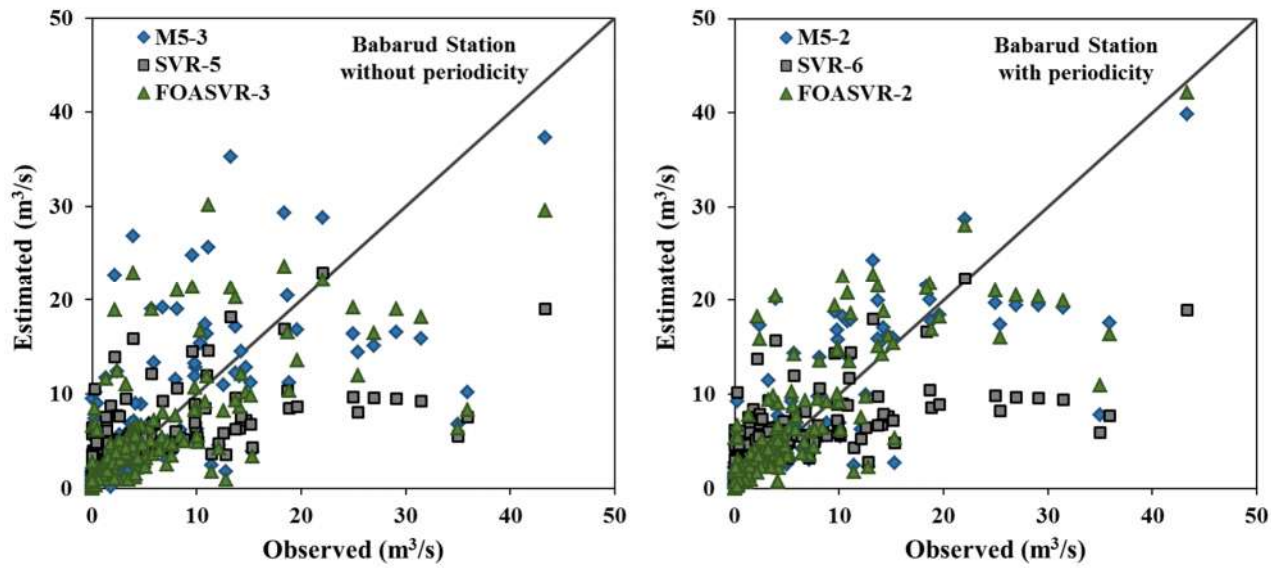 50
40
30
20
10
0
Estimated (m³/s)
M5-3
SVR-5
FOASVR-3
Babarud Station
without periodicity
0 10 20 30 40 50
Observed (m³/s)
50
40
30
20
10
0
Estimated (m³/s)
M5-2
SVR-6
FOASVR-2
Babarud Station
with periodicity
0 10 20 30 40 50
Observed (m³/s)